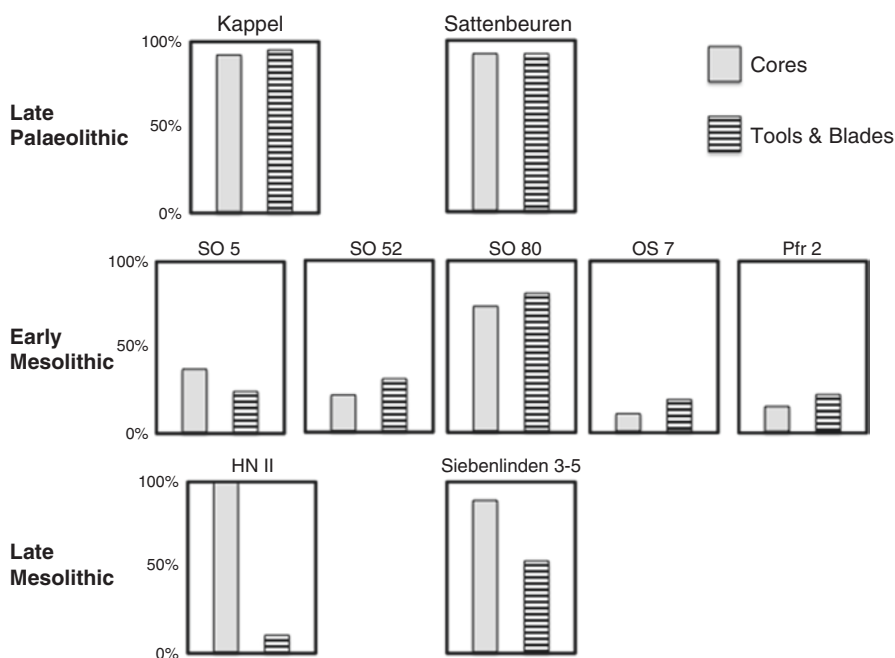 Kappel
Sattenbeuren
100%
50%
0%
Late
Palaeolithic
Cores
Tools & Blades
SO 5
SO 52
SO 80
OS 7
Pfr 2
100%
50%
0%
Early
Mesolithic
HN II
Siebenlinden 3-5
100%
50%
0%
Late
Mesolithic